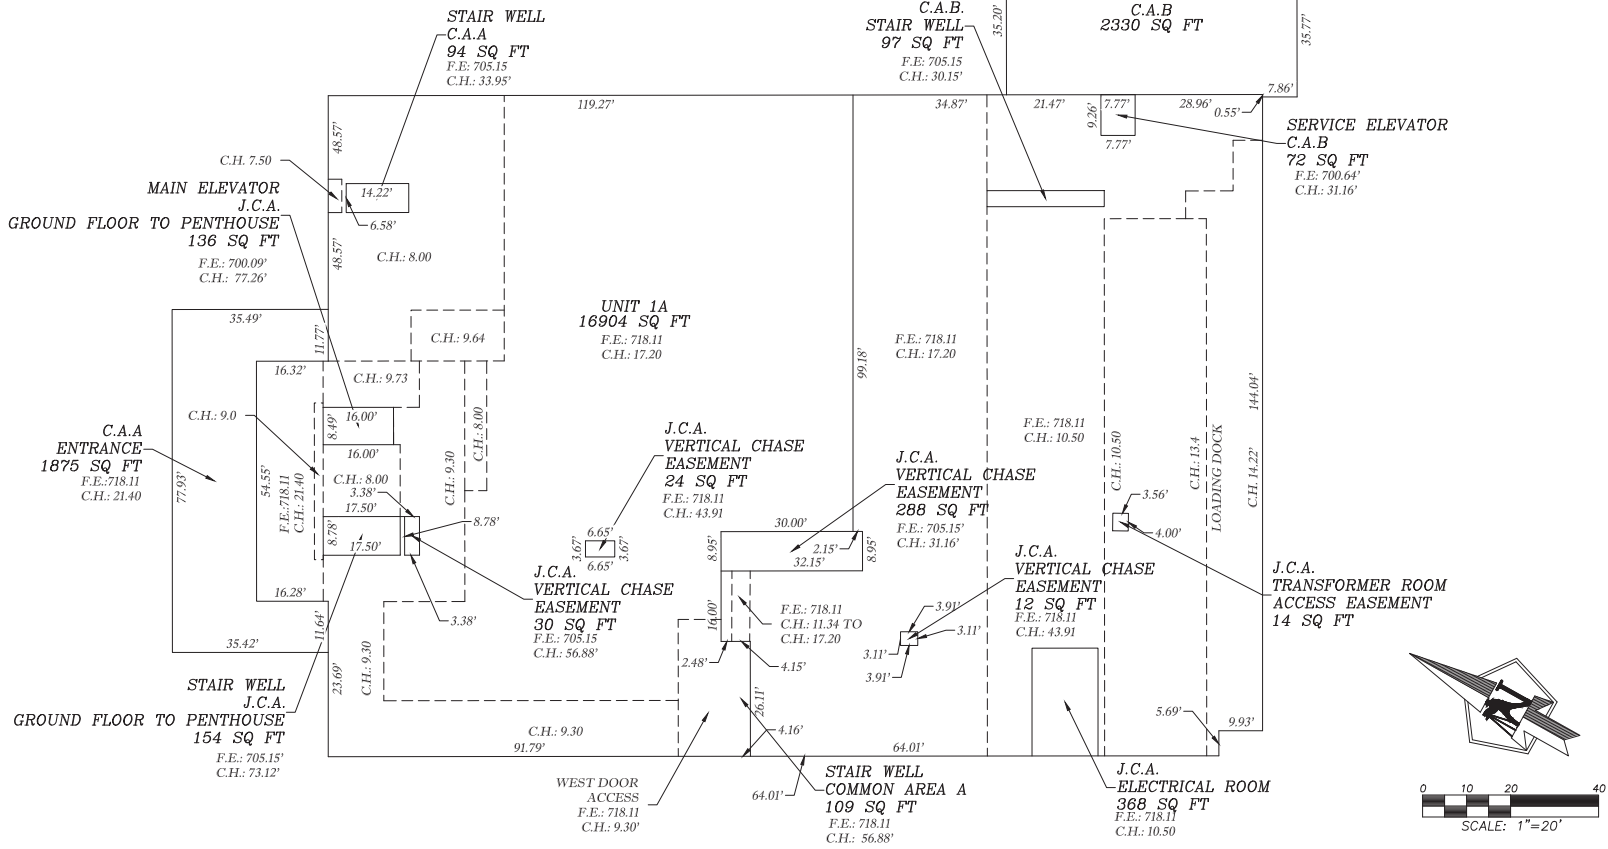 STAIR WELL
C.A.A
94 SQ FT
F.E: 705.15
C.H.: 33.95'
C.A.B.
STAIR WELL
97 SQ FT
F.E: 705.15
C.H.: 30.15'
35.20'
C.A.B
2330 SQ FT
35.77'
7.86'
119.27'
34.87'
21.47'
7.77'
28.96'
0.55'
9.26'
7.77'
SERVICE ELEVATOR
C.A.B
72 SQ FT
F.E: 700.64'
C.H.: 31.16'
48.57'
C.H. 7.50
14.22'
6.58'
MAIN ELEVATOR
J.C.A.
GROUND FLOOR TO PENTHOUSE
136 SQ FT
F.E.: 700.09'
C.H.: 77.26'
48.57'
C.H.: 8.00
UNIT 1A
16904 SQ FT
F.E.: 718.11
C.H.: 17.20
F.E.: 718.11
C.H.: 17.20
99.18'
144.04'
35.49'
11.77'
C.H.: 9.64
16.32'
C.H.: 9.73
C.H.: 9.0
16.00'
8.49'
16.00'
C.H.: 8.00
C.H.: 9.30
C.H.: 8.00
3.38'
17.50'
8.78'
17.50'
8.78'
C.A.A
ENTRANCE
1875 SQ FT
F.E.:718.11
C.H.: 21.40
77.93'
54.55'
F.E.:718.11
C.H.: 21.40
J.C.A.
VERTICAL CHASE
EASEMENT
24 SQ FT
F.E.: 718.11
C.H.: 43.91
6.65'
3.67'
3.67'
6.65'
J.C.A.
VERTICAL CHASE
EASEMENT
288 SQ FT
F.E.: 705.15'
C.H.: 31.16'
F.E.: 718.11
C.H.: 10.50
C.H.: 10.50
C.H.: 13.4
LOADING DOCK
C.H. 14.22'
3.56'
4.00'
30.00'
8.95'
2.15'
32.15'
8.95'
J.C.A.
VERTICAL CHASE
EASEMENT
12 SQ FT
F.E.: 718.11
C.H.: 43.91
J.C.A.
TRANSFORMER ROOM
ACCESS EASEMENT
14 SQ FT
J.C.A.
VERTICAL CHASE
EASEMENT
30 SQ FT
F.E.: 705.15
C.H.: 56.88'
16.28'
3.38'
11.64'
35.42'
16.00'
F.E.: 718.11
C.H.: 11.34 TO
C.H.: 17.20
3.91'
3.11'
3.11'
3.91'
2.48'
4.15'
23.69'
C.H.: 9.30
STAIR WELL
J.C.A.
GROUND FLOOR TO PENTHOUSE
154 SQ FT
F.E.: 705.15'
C.H.: 73.12'
26.11'
C.H.: 9.30
91.79'
4.16'
64.01'
64.01'
5.69'
9.93'
WEST DOOR
ACCESS
F.E.: 718.11
C.H.: 9.30'
STAIR WELL
COMMON AREA A
109 SQ FT
F.E.: 718.11
C.H.: 56.88'
J.C.A.
ELECTRICAL ROOM
368 SQ FT
F.E.: 718.11
C.H.: 10.50
N
0 10 20 40
SCALE: 1"=20'